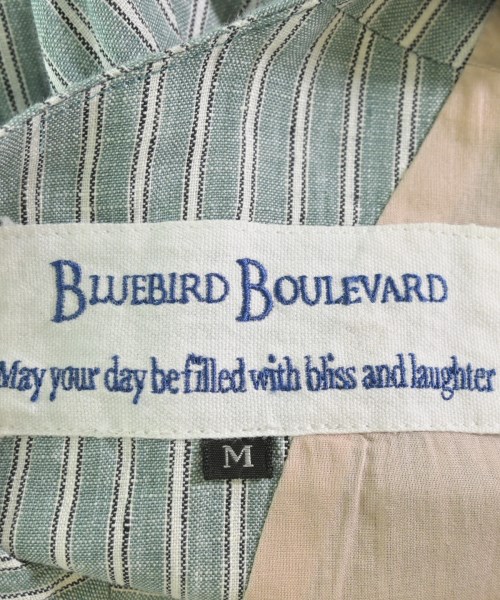 BLUEBIRD BOULEVARD
May your day be filled with bliss and laughter
M